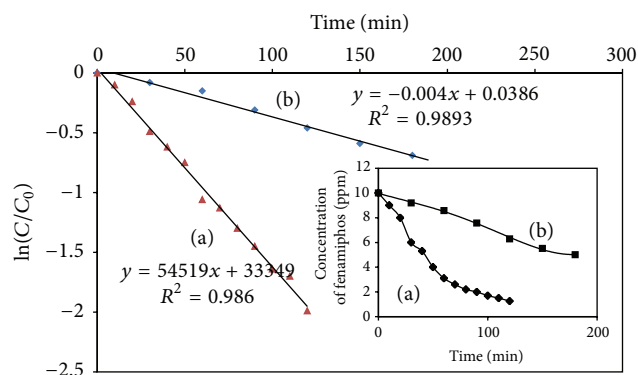 Time (min)
0 50 100 150 200 250 300
0
−0.5
−1
−1.5
−2
−2.5
ln(C/C0)
(b)
y = −0.004x + 0.0386
R² = 0.9893
(a)
y = 54519x + 33349
R² = 0.986
Concentration
of fenamiphos (ppm)
12
10
8
6
4
2
0
(b)
(a)
0 100 200
Time (min)